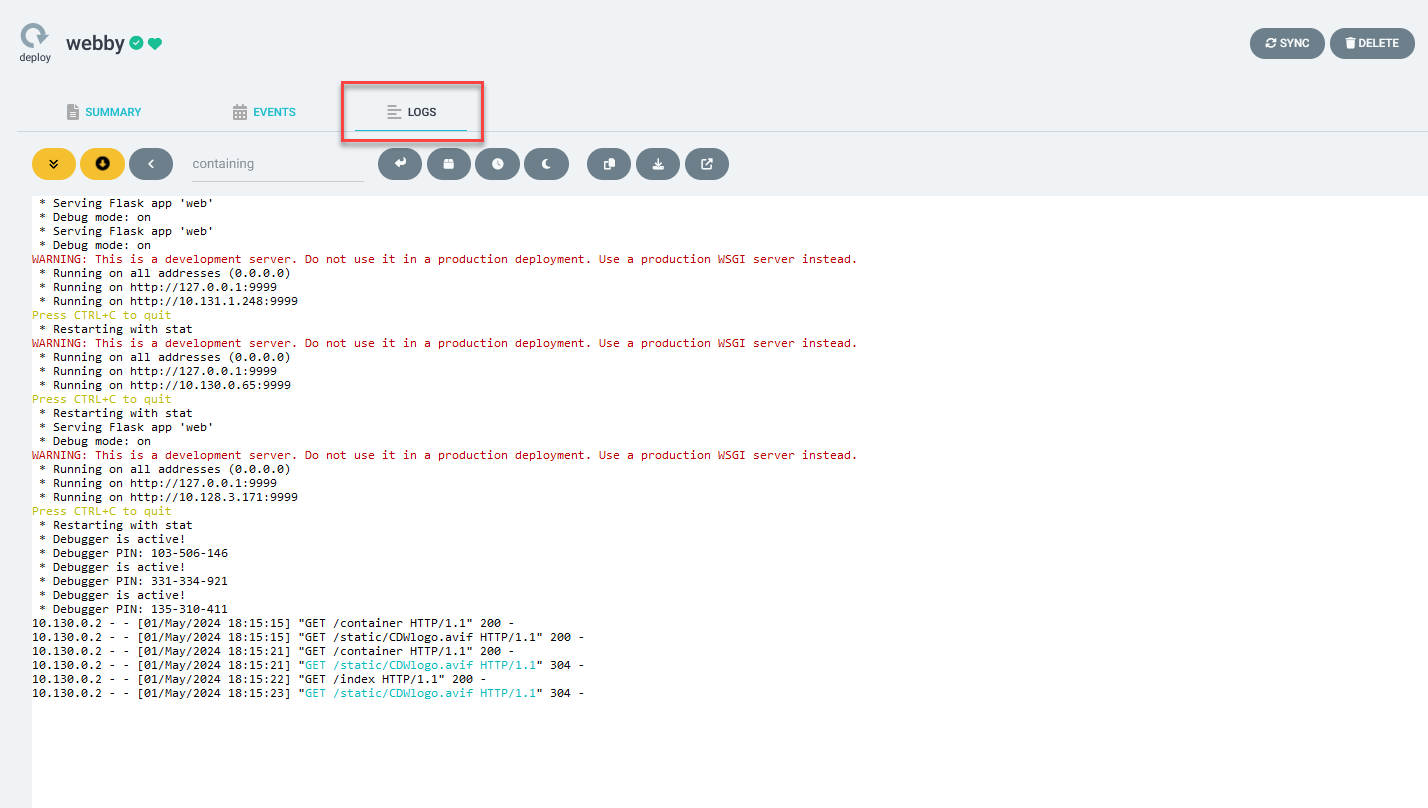 webby
deploy
SYNC
DELETE
SUMMARY
EVENTS
LOGS
containing
* Serving Flask app 'web'
* Debug mode: on
* Serving Flask app 'web'
* Debug mode: on
WARNING: This is a development server. Do not use it in a production deployment. Use a production WSGI server instead.
* Running on all addresses (0.0.0.0)
* Running on http://127.0.0.1:9999
* Running on http://10.131.1.248:9999
Press CTRL+C to quit
* Restarting with stat
WARNING: This is a development server. Do not use it in a production deployment. Use a production WSGI server instead.
* Running on all addresses (0.0.0.0)
* Running on http://127.0.0.1:9999
* Running on http://10.130.0.65:9999
Press CTRL+C to quit
* Restarting with stat
* Serving Flask app 'web'
* Debug mode: on
WARNING: This is a development server. Do not use it in a production deployment. Use a production WSGI server instead.
* Running on all addresses (0.0.0.0)
* Running on http://127.0.0.1:9999
* Running on http://10.128.3.171:9999
Press CTRL+C to quit
* Restarting with stat
* Debugger is active!
* Debugger PIN: 103-506-146
* Debugger is active!
* Debugger PIN: 331-334-921
* Debugger is active!
* Debugger PIN: 135-310-411
10.130.0.2 - - [01/May/2024 18:15:15] "GET /container HTTP/1.1" 200 -
10.130.0.2 - - [01/May/2024 18:15:15] "GET /static/CDWlogo.avif HTTP/1.1" 200 -
10.130.0.2 - - [01/May/2024 18:15:21] "GET /container HTTP/1.1" 200 -
10.130.0.2 - - [01/May/2024 18:15:21] "GET /static/CDWlogo.avif HTTP/1.1" 304 -
10.130.0.2 - - [01/May/2024 18:15:22] "GET /index HTTP/1.1" 200 -
10.130.0.2 - - [01/May/2024 18:15:23] "GET /static/CDWlogo.avif HTTP/1.1" 304 -